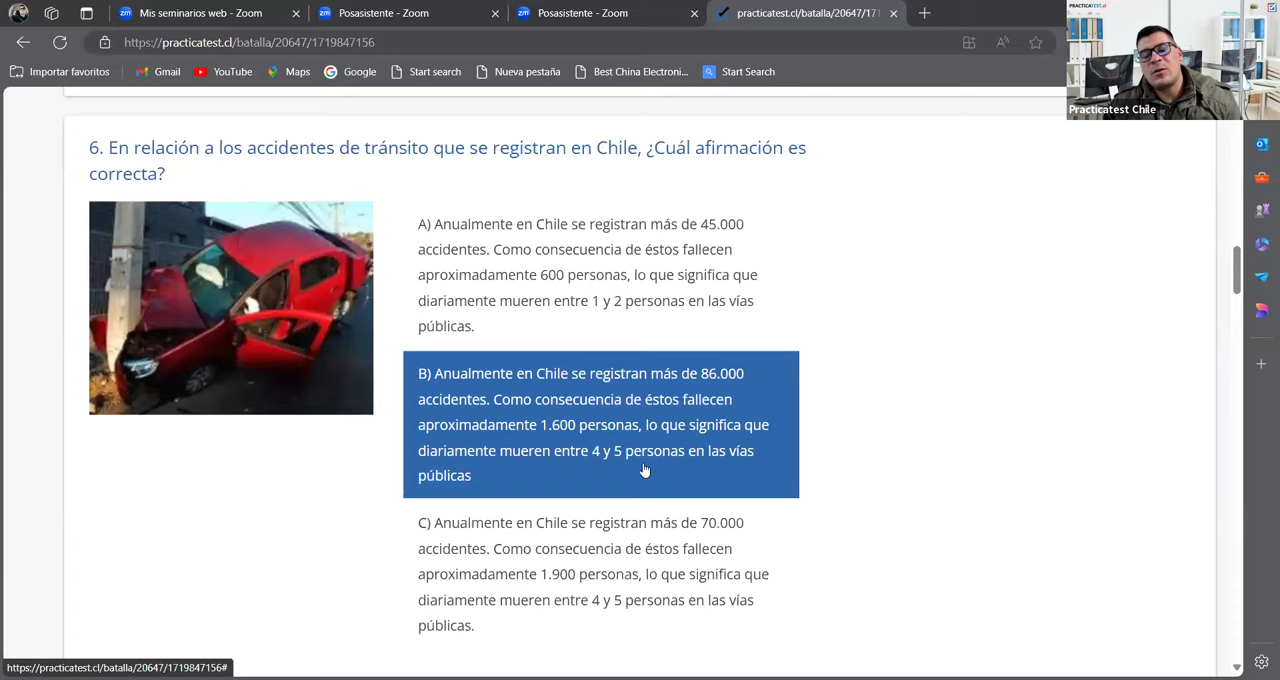 Mis seminarios web - Zoom
Posasistente - Zoom
Posasistente - Zoom
practicatest.cl/batalla/20647/171
https://practicatest.cl/batalla/20647/1719847156
Importar favoritos
Gmail
YouTube
Maps
Google
Start search
Nueva pestaña
Best China Electroni...
Start Search
PRACTICATEST.cl
Practicatest Chile
6. En relación a los accidentes de tránsito que se registran en Chile, ¿Cuál afirmación es
correcta?
A) Anualmente en Chile se registran más de 45.000
accidentes. Como consecuencia de éstos fallecen
aproximadamente 600 personas, lo que significa que
diariamente mueren entre 1 y 2 personas en las vías
públicas.
B) Anualmente en Chile se registran más de 86.000
accidentes. Como consecuencia de éstos fallecen
aproximadamente 1.600 personas, lo que significa que
diariamente mueren entre 4 y 5 personas en las vías
públicas
C) Anualmente en Chile se registran más de 70.000
accidentes. Como consecuencia de éstos fallecen
aproximadamente 1.900 personas, lo que significa que
diariamente mueren entre 4 y 5 personas en las vías
públicas.
https://practicatest.cl/batalla/20647/1719847156#